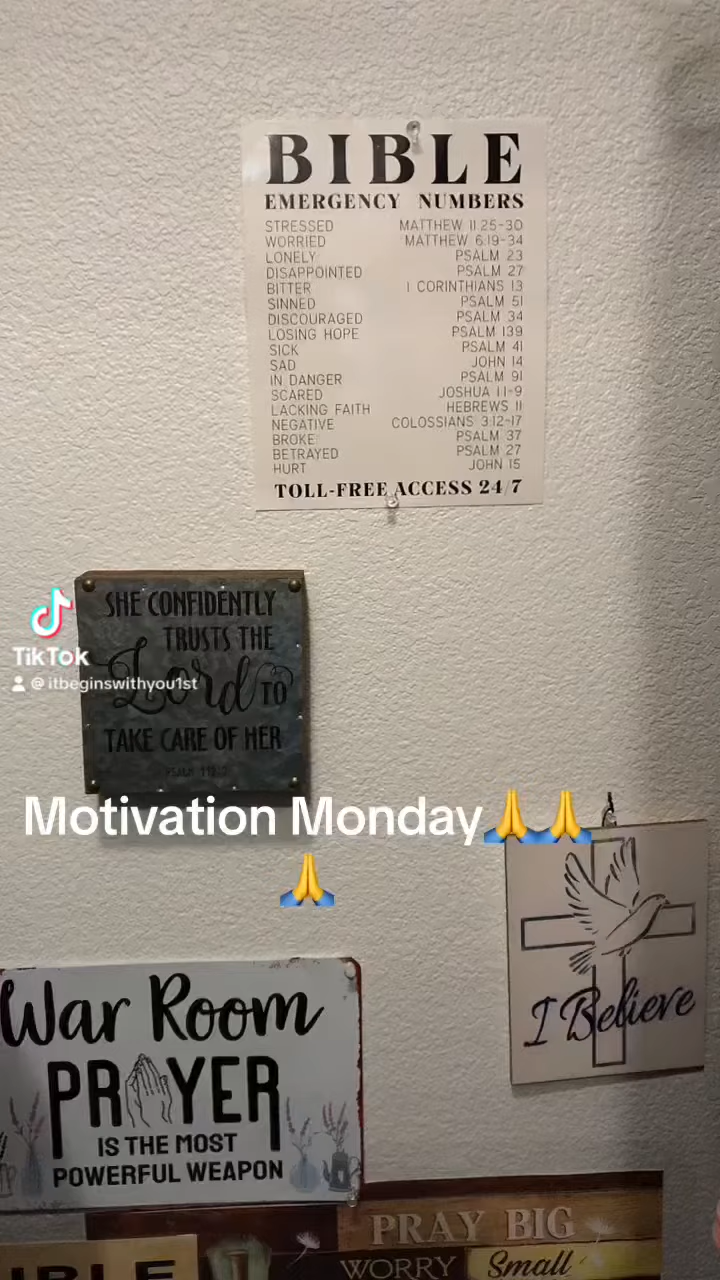 BIBLE
EMERGENCY NUMBERS
STRESSED MATTHEW 11:25-30
WORRIED MATTHEW 6:19-34
LONELY PSALM 23
DISAPPOINTED PSALM 27
BITTER 1 CORINTHIANS 13
SINNED PSALM 51
DISCOURAGED PSALM 34
LOSING HOPE PSALM 139
SICK PSALM 41
SAD JOHN 14
IN DANGER PSALM 91
SCARED JOSHUA 1:1-9
LACKING FAITH HEBREWS 11
NEGATIVE COLOSSIANS 3:12-17
BROKE PSALM 37
BETRAYED PSALM 27
HURT JOHN 15
TOLL-FREE ACCESS 24/7
SHE CONFIDENTLY
TRUSTS THE
Lord TO
TAKE CARE OF HER
TikTok
@itbeginswithyou1st
Motivation Monday🙏🙏
🙏
I Believe
War Room
PRAYER
IS THE MOST
POWERFUL WEAPON
PRAY BIG
WORRY Small